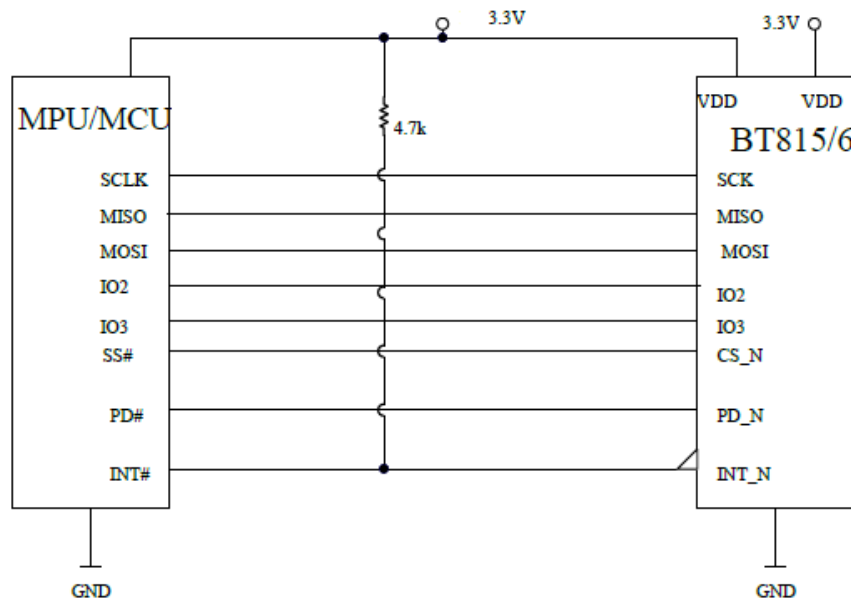 3.3V
3.3V
MPU/MCU
VDD
VDD
4.7k
BT815/6
SCLK
SCK
MISO
MISO
MOSI
MOSI
IO2
IO2
IO3
IO3
SS#
CS_N
PD#
PD_N
INT#
INT_N
GND
GND